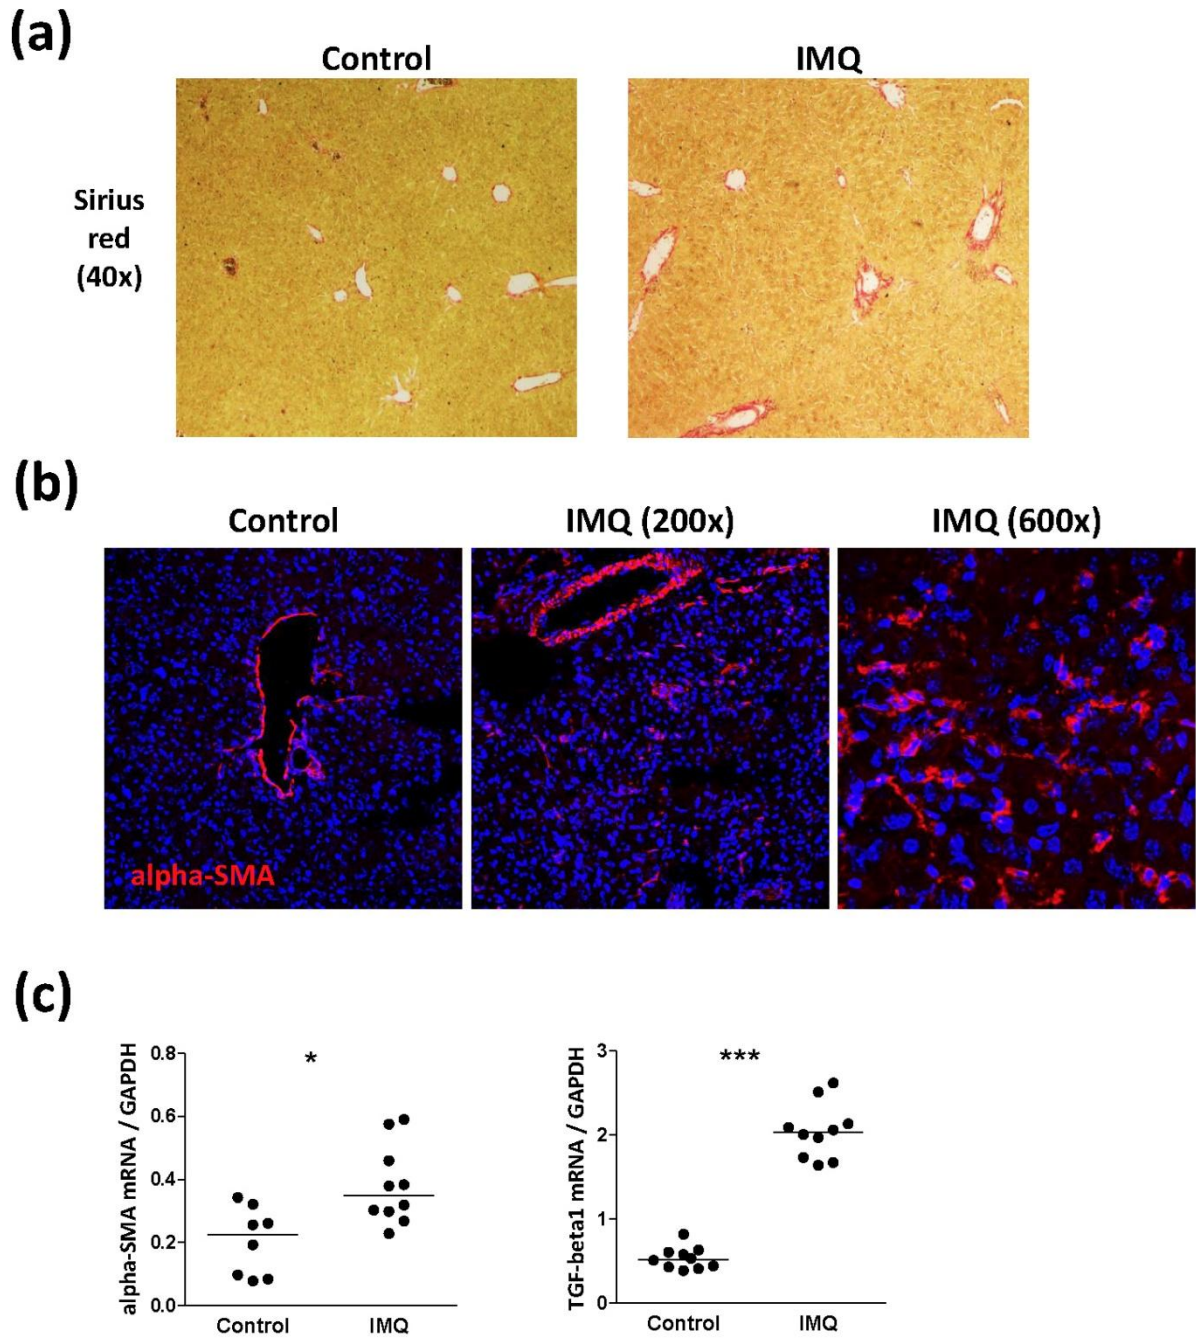 (a)
Control
IMQ
Sirius
red
(40x)
(b)
Control
IMQ (200x)
IMQ (600x)
alpha-SMA
(c)
alpha-SMA mRNA / GAPDH
0.8
0.6
0.4
0.2
0.0
*
Control
IMQ
TGF-beta1 mRNA / GAPDH
3
2
1
0
***
Control
IMQ